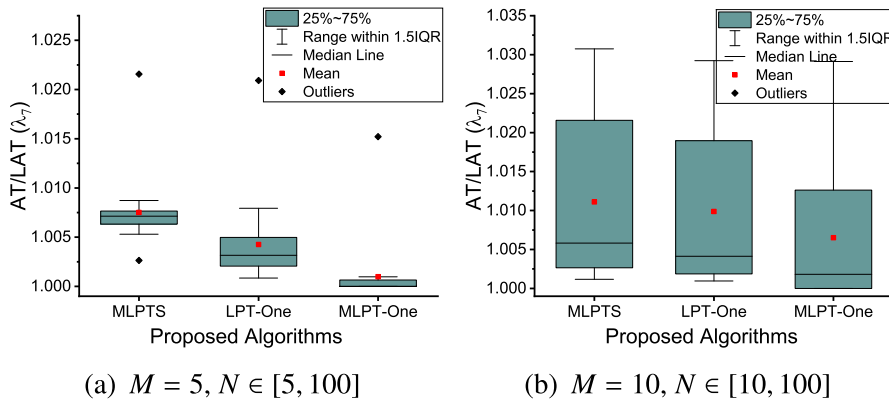 25%~75%
Range within 1.5IQR
Median Line
Mean
Outliers
1.025
1.020
1.015
1.010
1.005
1.000
AT/LAT (λ7)
MLPTS LPT-One MLPT-One
Proposed Algorithms
(a) M = 5, N ∈ [5, 100]
25%~75%
Range within 1.5IQR
Median Line
Mean
Outliers
1.035
1.030
1.025
1.020
1.015
1.010
1.005
1.000
AT/LAT (λ7)
MLPTS LPT-One MLPT-One
Proposed Algorithms
(b) M = 10, N ∈ [10, 100]